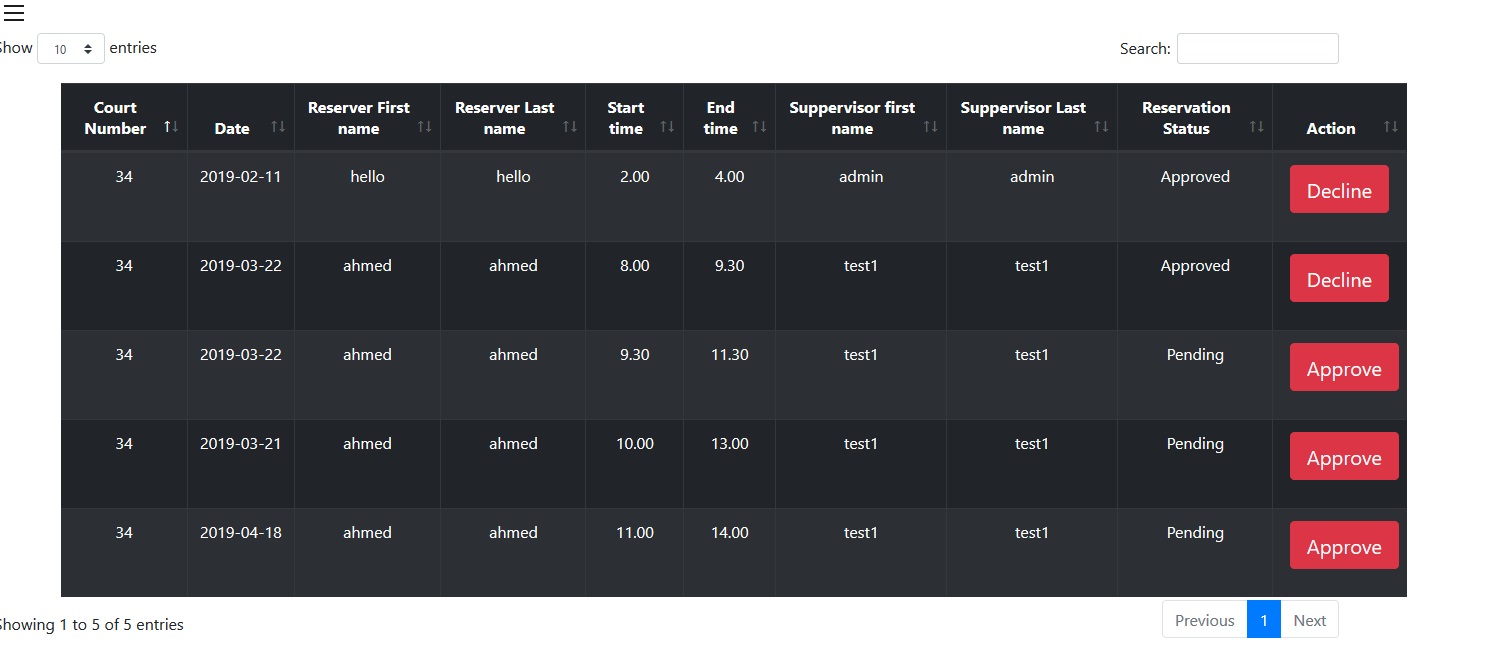 Show 10 entries Search:
Court Number Date Reserver First name Reserver Last name Start time End time Suppervisor first name Suppervisor Last name Reservation Status Action
34 2019-02-11 hello hello 2.00 4.00 admin admin Approved Decline
34 2019-03-22 ahmed ahmed 8.00 9.30 test1 test1 Approved Decline
34 2019-03-22 ahmed ahmed 9.30 11.30 test1 test1 Pending Approve
34 2019-03-21 ahmed ahmed 10.00 13.00 test1 test1 Pending Approve
34 2019-04-18 ahmed ahmed 11.00 14.00 test1 test1 Pending Approve
Showing 1 to 5 of 5 entries Previous 1 Next